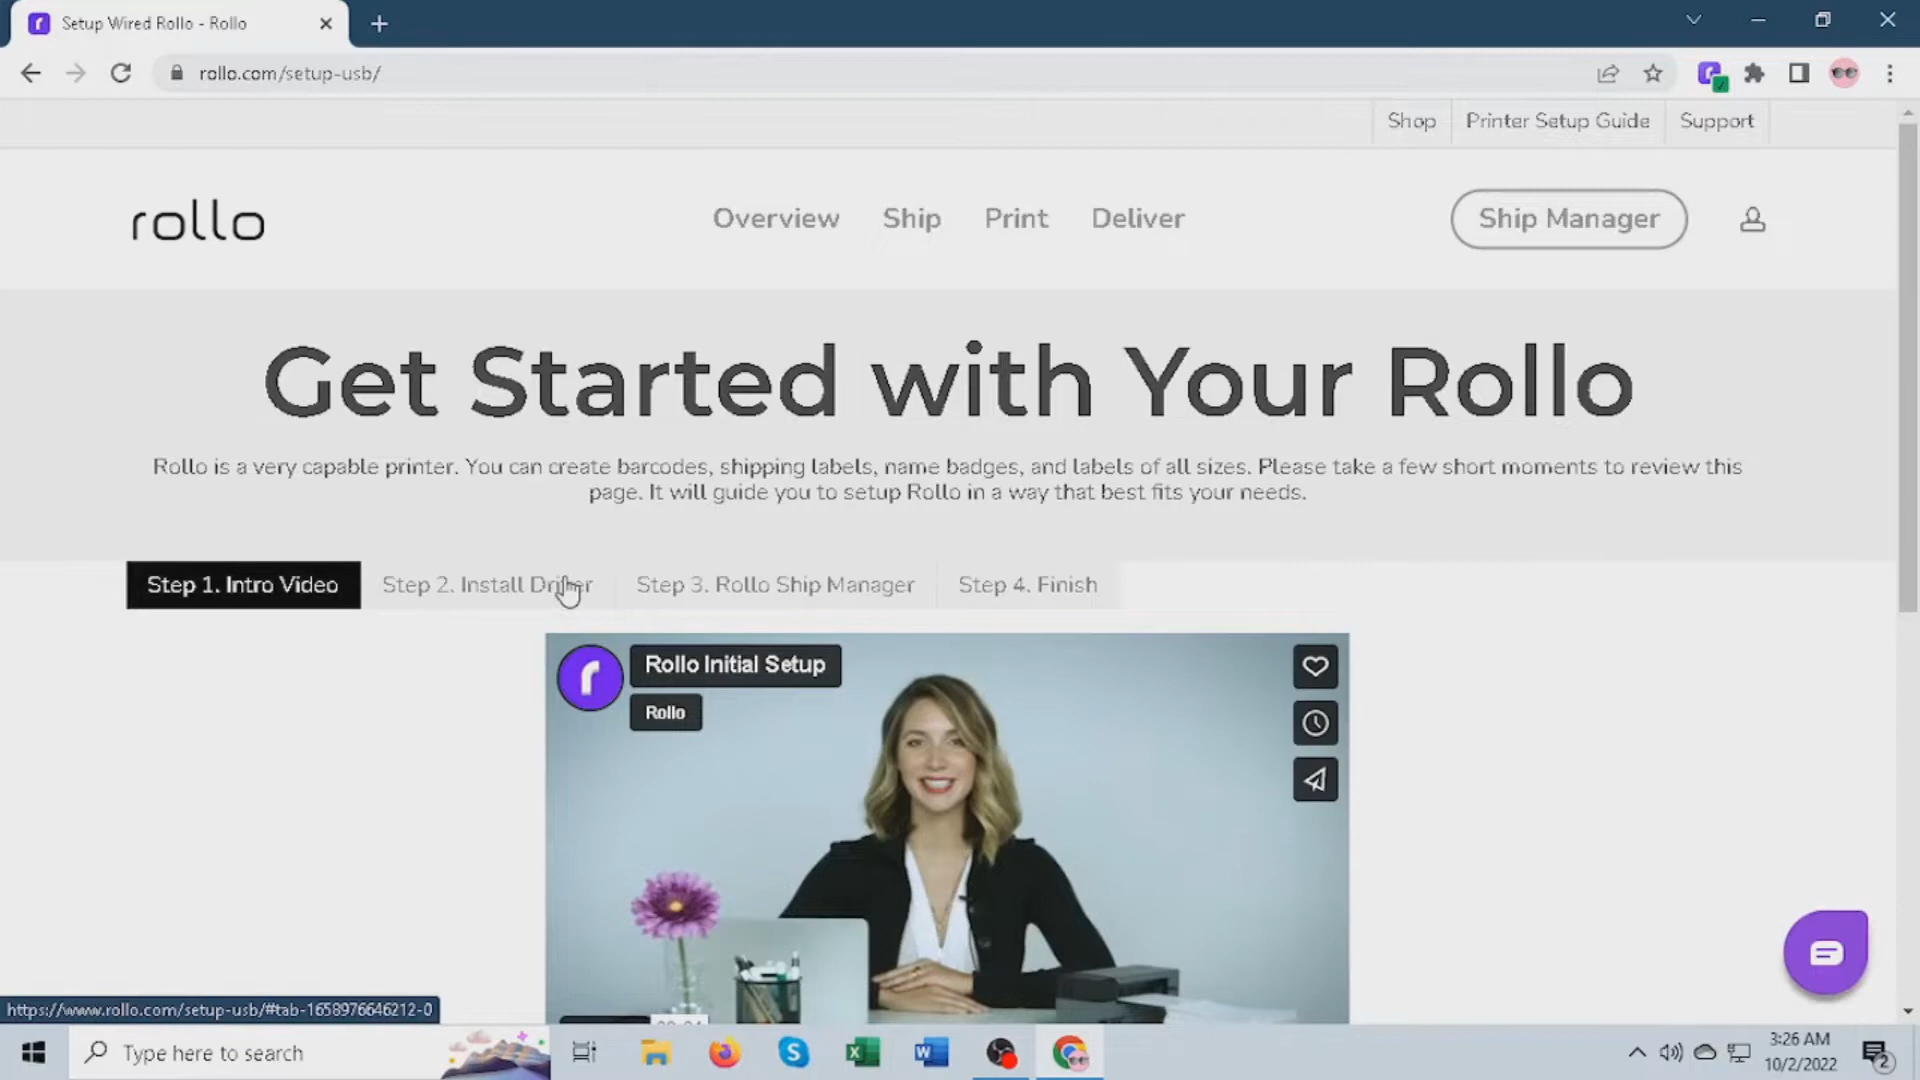 Setup Wired Rollo - Rollo
rollo.com/setup-usb/
Shop
Printer Setup Guide
Support
rollo
Overview
Ship
Print
Deliver
Ship Manager
Get Started with Your Rollo
Rollo is a very capable printer. You can create barcodes, shipping labels, name badges, and labels of all sizes. Please take a few short moments to review this
page. It will guide you to setup Rollo in a way that best fits your needs.
Step 1. Intro Video
Step 2. Install Driver
Step 3. Rollo Ship Manager
Step 4. Finish
Rollo Initial Setup
Rollo
https://www.rollo.com/setup-usb/#tab-1658976646212-0
Type here to search
3:26 AM
10/2/2022
2